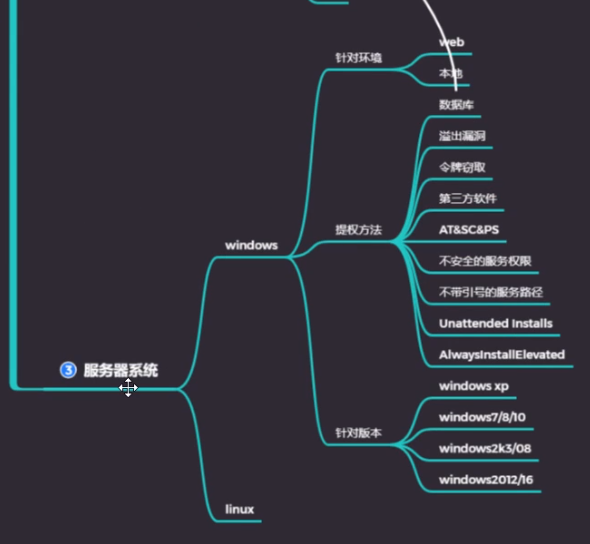 web
针对环境
本地
数据库
溢出漏洞
令牌窃取
第三方软件
提权方法
AT&SC&PS
windows
不安全的服务权限
不带引号的服务路径
Unattended Installs
AlwaysInstallElevated
3 服务器系统
windows xp
windows7/8/10
针对版本
windows2k3/08
windows2012/16
linux